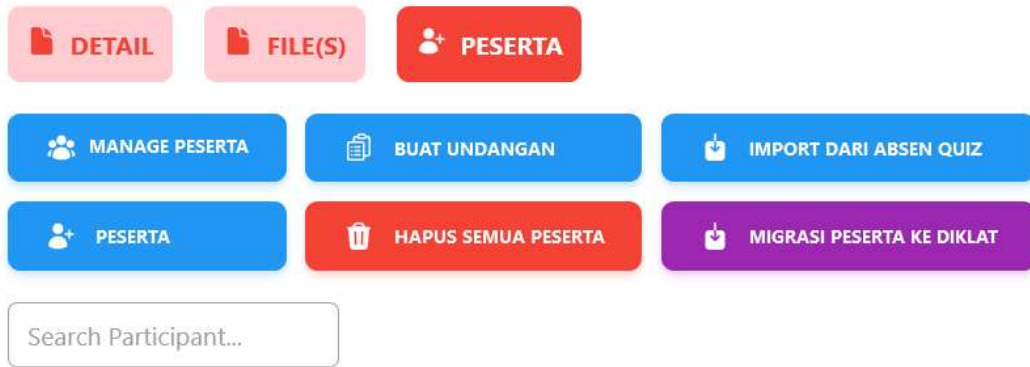 DETAIL FILE(S) PESERTA
MANAGE PESERTA BUAT UNDANGAN IMPORT DARI ABSEN QUIZ
PESERTA HAPUS SEMUA PESERTA MIGRASI PESERTA KE DIKLAT
Search Participant...